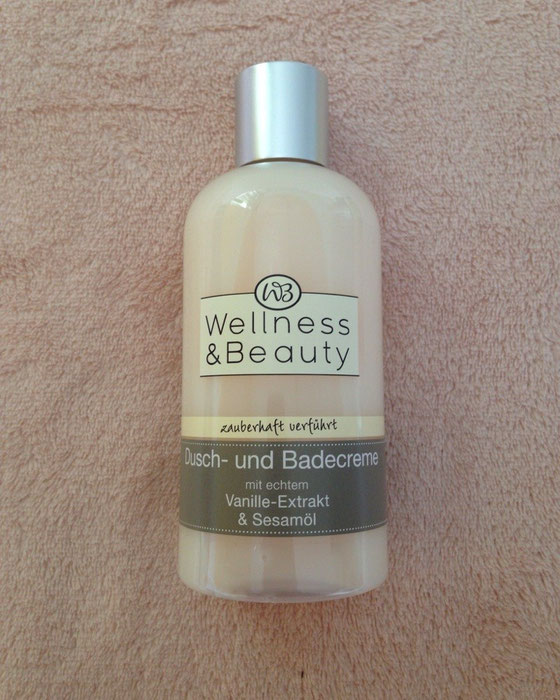 WB
Wellness
&Beauty
zauberhaft verführt
Dusch- und Badecreme
mit echtem
Vanille-Extrakt
& Sesamöl